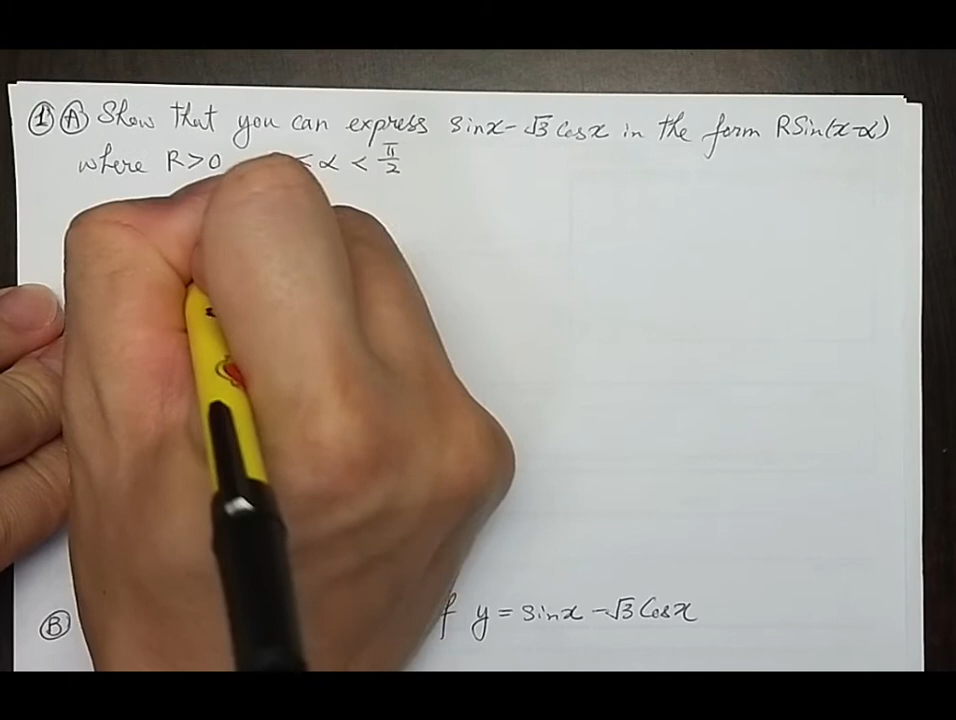 ① Ⓐ Show that you can express sinx-√3 Cosx in the form RSin(x-α)
where R>0 < α < π/2
Ⓑ y = sinx -√3 Cosx